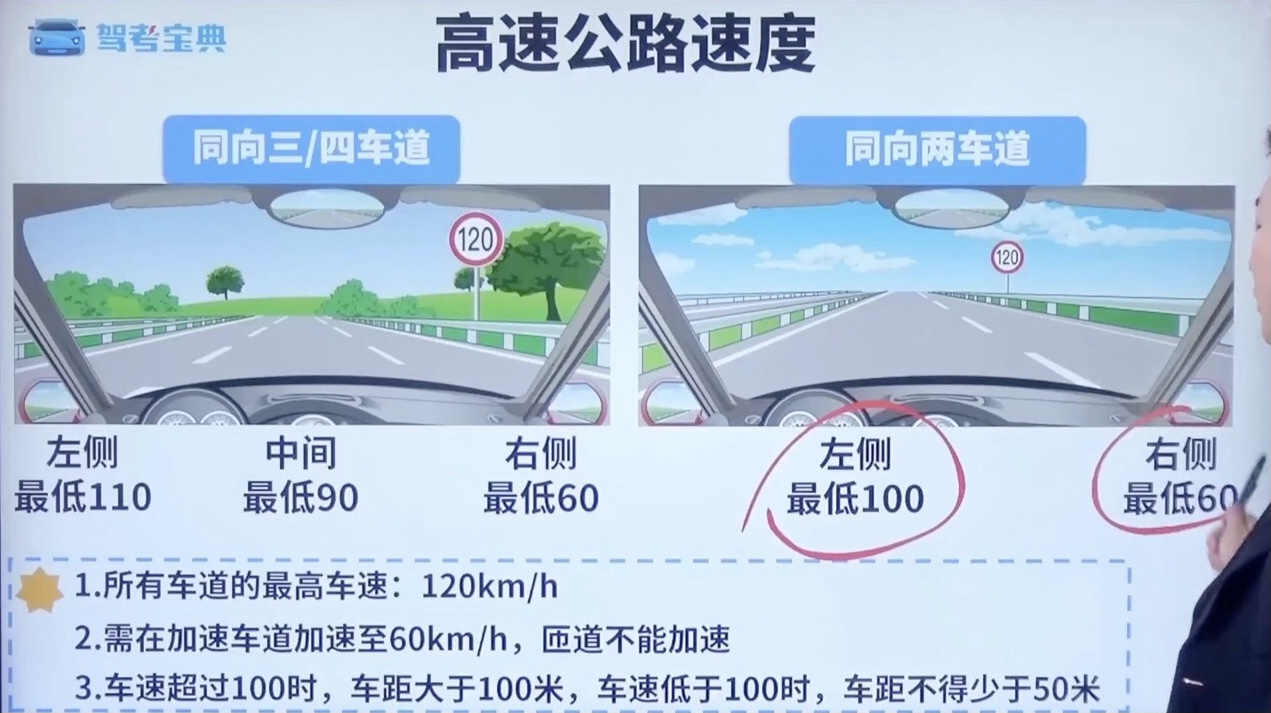 驾考宝典
高速公路速度
同向三/四车道
同向两车道
120
120
左侧
最低110
中间
最低90
右侧
最低60
左侧
最低100
右侧
最低60
1.所有车道的最高车速：120km/h
2.需在加速车道加速至60km/h，匝道不能加速
3.车速超过100时，车距大于100米，车速低于100时，车距不得少于50米